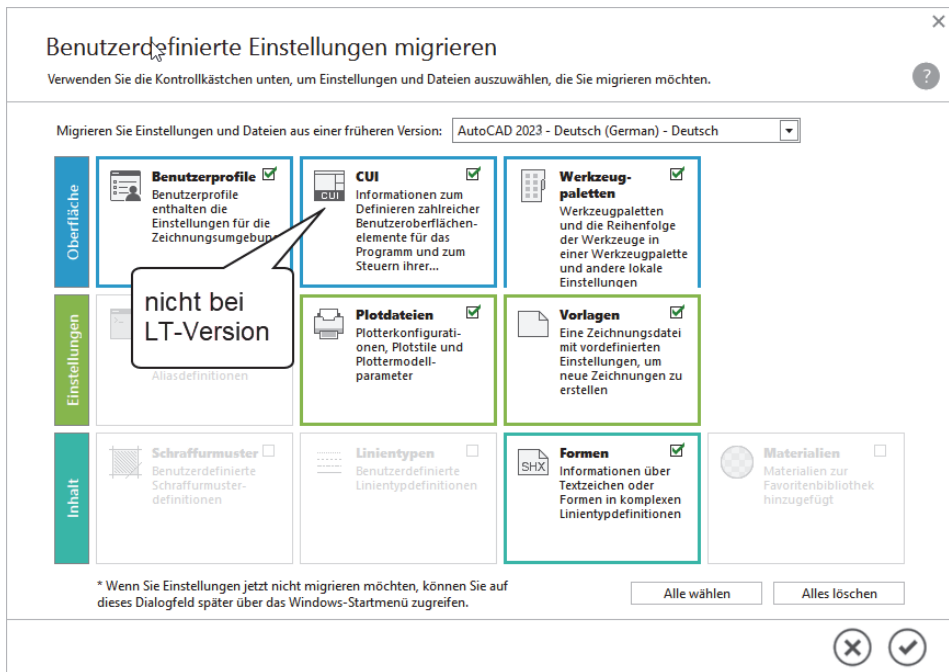 Benutzerdefinierte Einstellungen migrieren
Verwenden Sie die Kontrollkästchen unten, um Einstellungen und Dateien auszuwählen, die Sie migrieren möchten.
?
Migrieren Sie Einstellungen und Dateien aus einer früheren Version:
AutoCAD 2023 - Deutsch (German) - Deutsch
Oberfläche
Benutzerprofile
Benutzerprofile
enthalten die
Einstellungen für die
Zeichnungsumgebung
CUI
CUI
Informationen zum
Definieren zahlreicher
Benutzeroberflächen-
elemente für das
Programm und zum
Steuern ihrer...
Werkzeug-
paletten
Werkzeugpaletten
und die Reihenfolge
der Werkzeuge in
einer Werkzeugpalette
und andere lokale
Einstellungen
nicht bei
LT-Version
Einstellungen
Aliasdefinitionen
Plotdateien
Plotterkonfigurati-
onen, Plotstile und
Plottermodell-
parameter
Vorlagen
Eine Zeichnungsdatei
mit vordefinierten
Einstellungen, um
neue Zeichnungen zu
erstellen
Inhalt
Schraffurmuster
Benutzerdefinierte
Schraffurmuster-
definitionen
Linientypen
Benutzerdefinierte
Linientypdefinitionen
SHX
Formen
Informationen über
Textzeichen oder
Formen in komplexen
Linientypdefinitionen
Materialien
Materialien zur
Favoritenbibliothek
hinzugefügt
* Wenn Sie Einstellungen jetzt nicht migrieren möchten, können Sie auf
dieses Dialogfeld später über das Windows-Startmenü zugreifen.
Alle wählen
Alles löschen